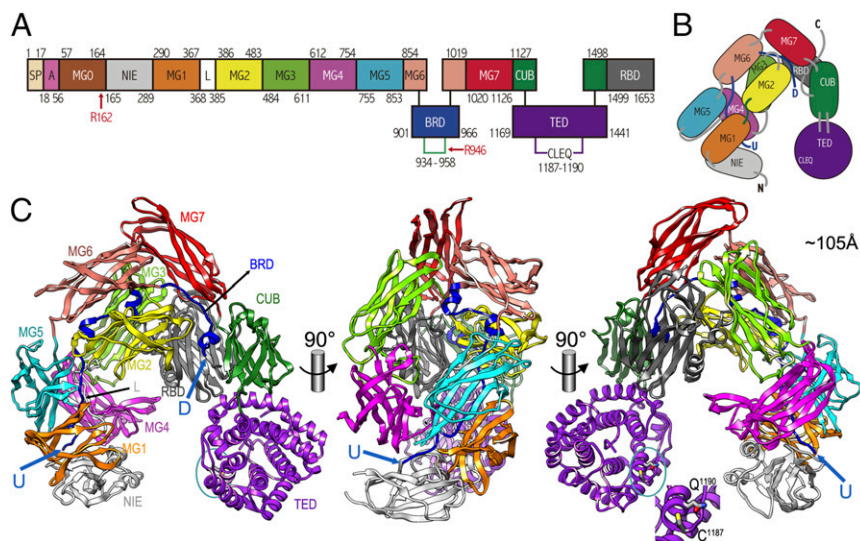 A
1 17 57 164 290 367 386 483 612 754 854 1019 1127 1498
SP A MG0 NIE MG1 L MG2 MG3 MG4 MG5 MG6 MG7 CUB RBD
18 56 165 289 368 385 484 611 755 853 1020 1126 1499 1653
R162
BRD TED
901 966 1169 1441
934 - 958 R946 CLEQ
1187-1190
B
MG7 C
MG6
MG3 RBD
MG2 CUB
D
MG5 MG4
U
MG1 TED
NIE CLEQ
N
C
MG7
MG6
MG3 BRD
CUB
MG5
MG2
L RBD D
MG4
MG1
U
NIE TED
90°
U
90°
~105Å
U
Q1190
C1187